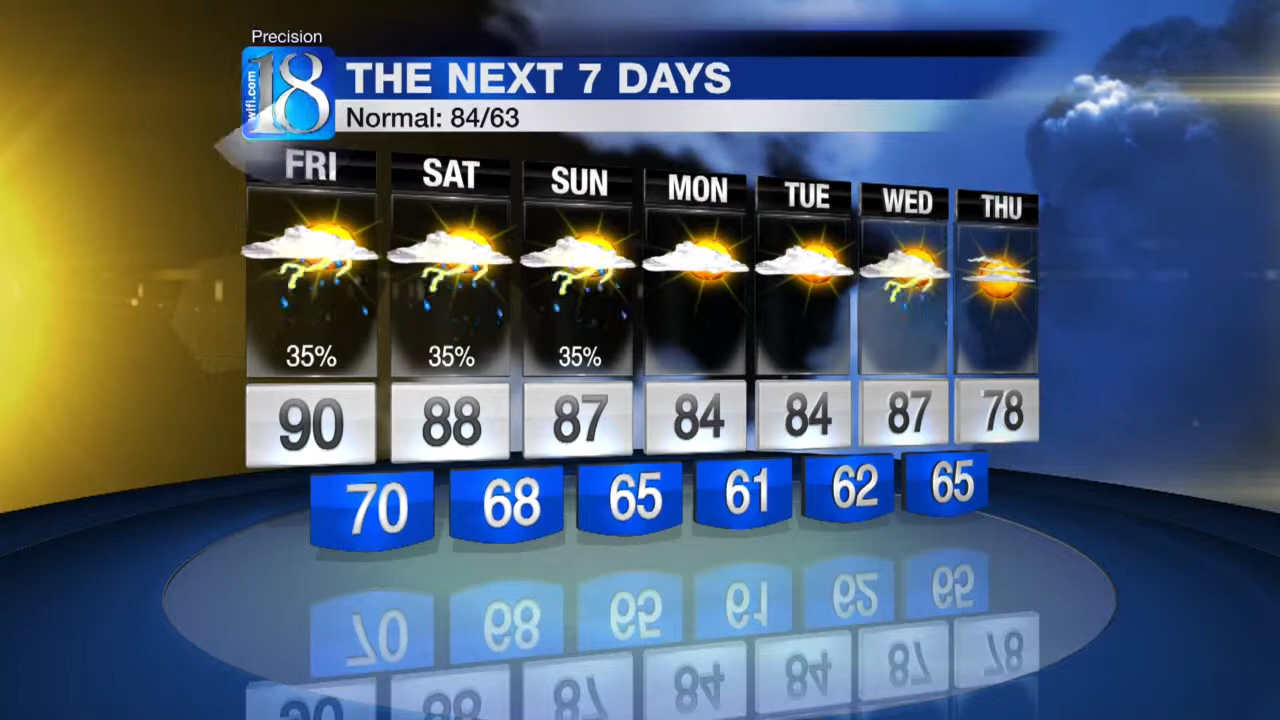 Precision
wlfi.com
18
THE NEXT 7 DAYS
Normal: 84/63
FRI SAT SUN MON TUE WED THU
35% 35% 35%
90 88 87 84 84 87 78
70 68 65 61 62 65